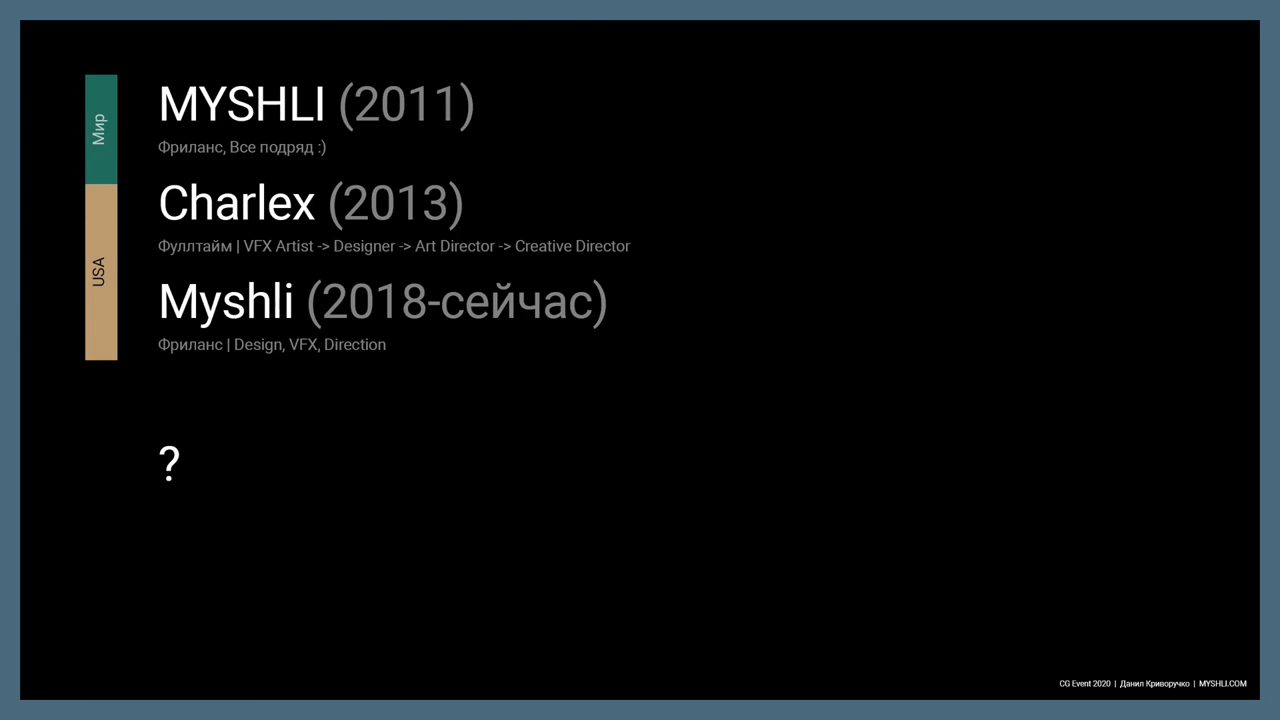 Мир
MYSHLI (2011)
Фриланс, Все подряд :)
USA
Charlex (2013)
Фуллтайм | VFX Artist -> Designer -> Art Director -> Creative Director
Myshli (2018-сейчас)
Фриланс | Design, VFX, Direction
?
CG Event 2020 | Данил Криворучко | MYSHLI.COM